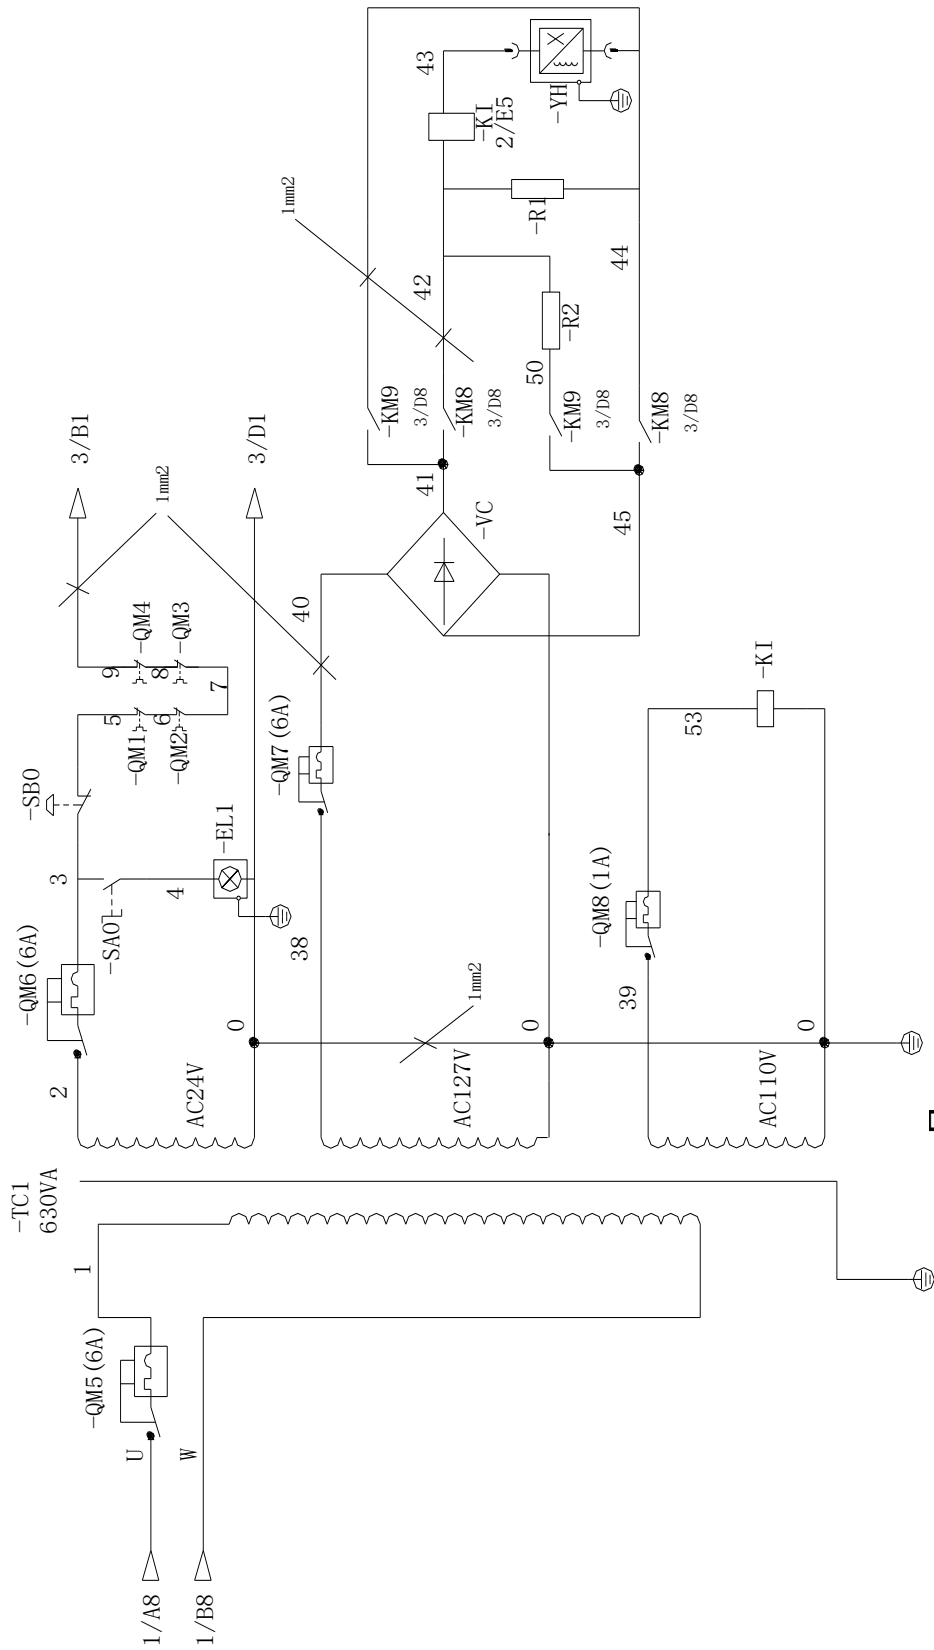 1/A8
1/B8
U
W
-QM5(6A)
1
-TC1
630VA
2
-QM6(6A)
3
-SB0
-SA0
4
-EL1
AC24V
0
5
-QM1
6
-QM2
7
8
-QM3
9
-QM4
1mm2
3/B1
3/D1
38
-QM7(6A)
40
-VC
AC127V
0
1mm2
41
45
-KM9
3/D8
-KM8
3/D8
-KM9
3/D8
-KM8
3/D8
50
-R2
42
44
1mm2
-R1
-KI
2/E5
43
-YH
X
39
-QM8(1A)
53
-KI
AC110V
0